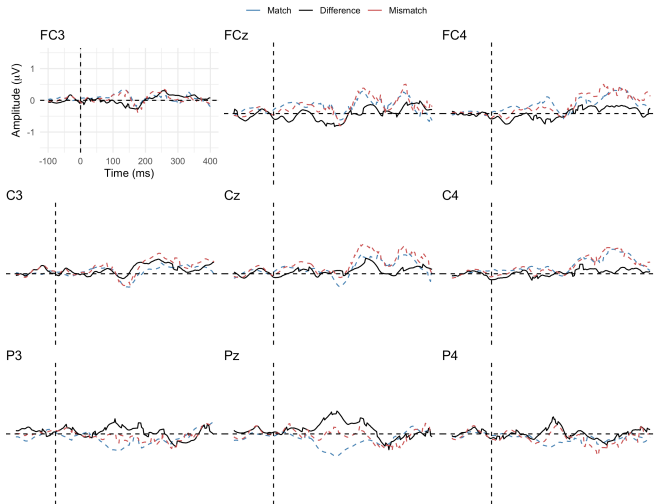 Match Difference Mismatch
FC3 FCz FC4
Amplitude (μV)
1
0
-1
-100 0 100 200 300 400
Time (ms)
C3 Cz C4
P3 Pz P4